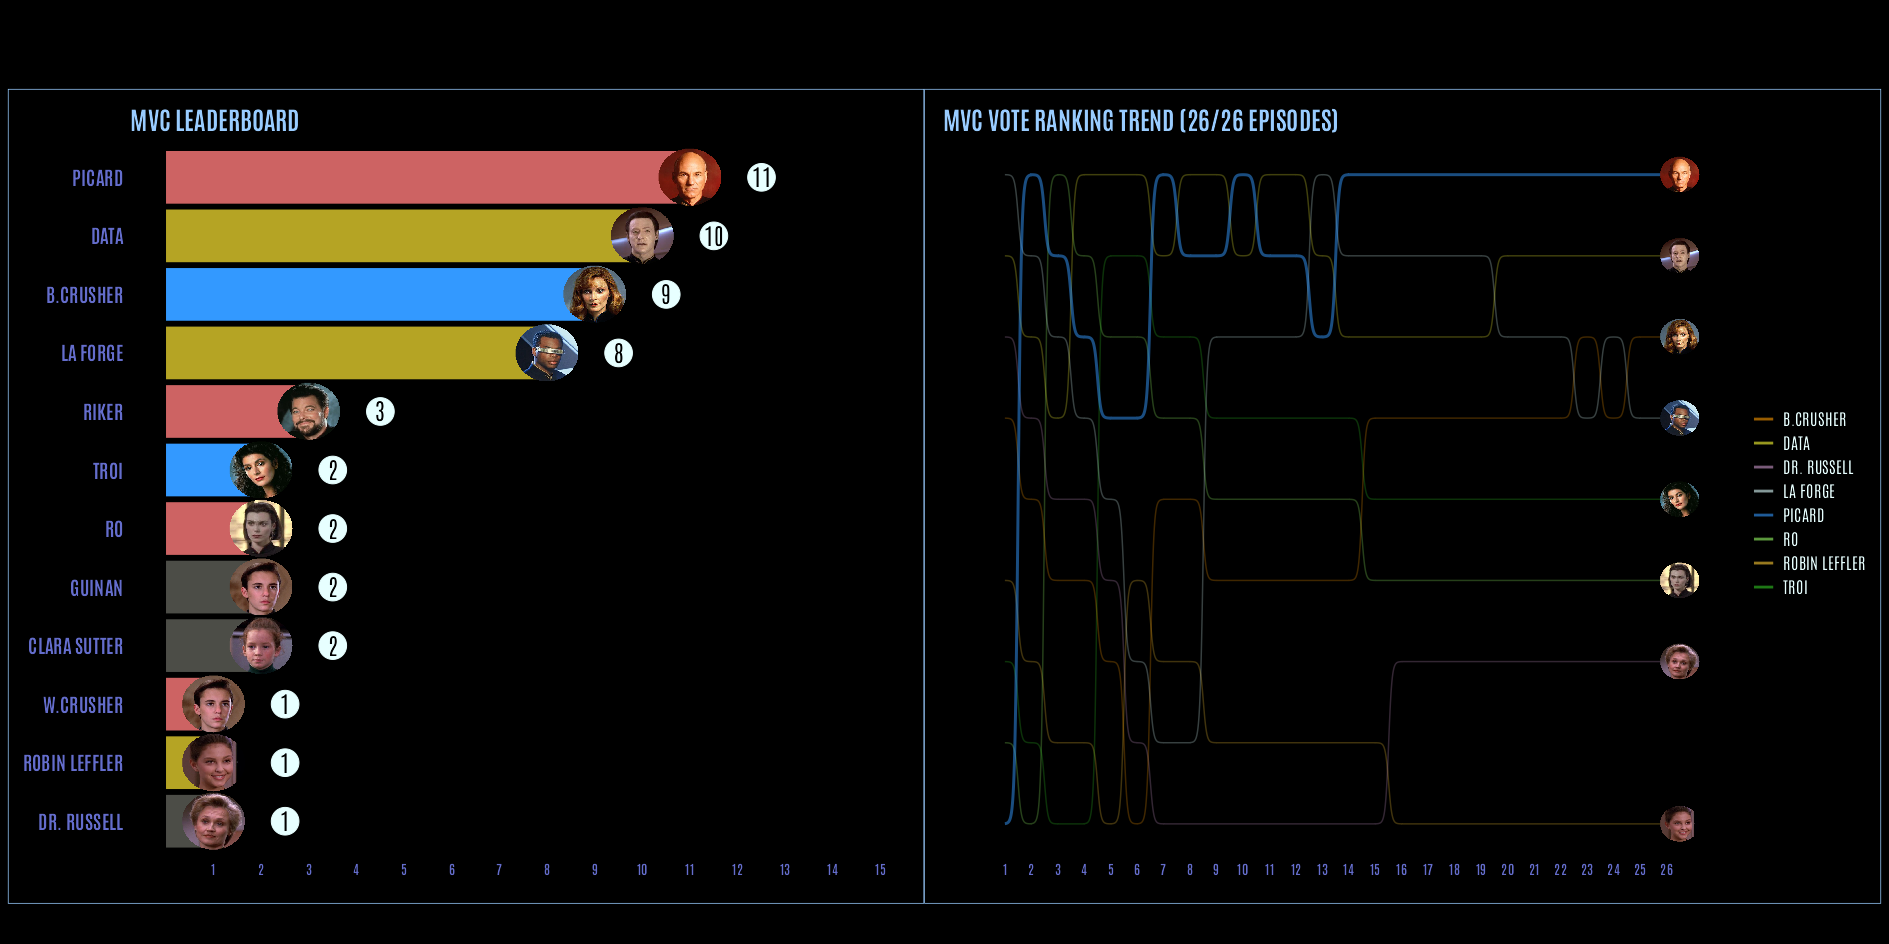 MVC LEADERBOARD
PICARD 11
DATA 10
B.CRUSHER 9
LA FORGE 8
RIKER 3
TROI 2
RO 2
GUINAN 2
CLARA SUTTER 2
W.CRUSHER 1
ROBIN LEFFLER 1
DR. RUSSELL 1
1 2 3 4 5 6 7 8 9 10 11 12 13 14 15
MVC VOTE RANKING TREND (26/26 EPISODES)
B.CRUSHER
DATA
DR. RUSSELL
LA FORGE
PICARD
RO
ROBIN LEFFLER
TROI
1 2 3 4 5 6 7 8 9 10 11 12 13 14 15 16 17 18 19 20 21 22 23 24 25 26